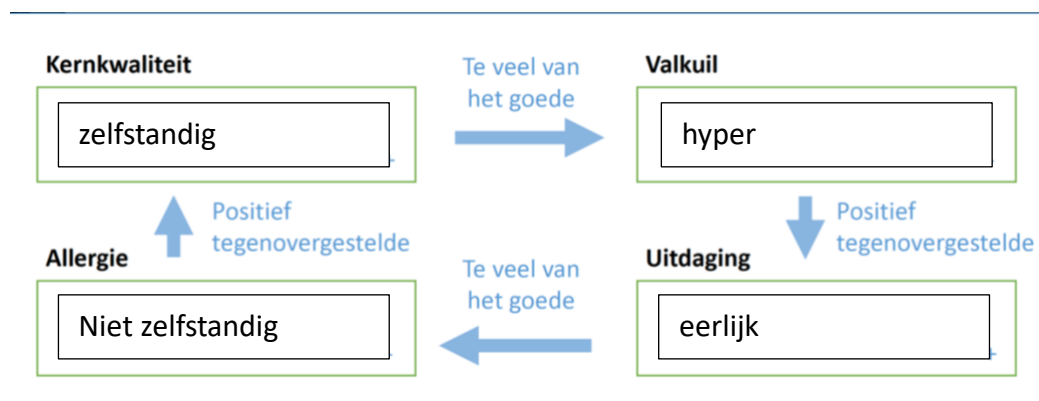 Kernkwaliteit
Te veel van
het goede
Valkuil
zelfstandig
hyper
Positief
tegenovergestelde
Positief
tegenovergestelde
Allergie
Te veel van
het goede
Uitdaging
Niet zelfstandig
eerlijk